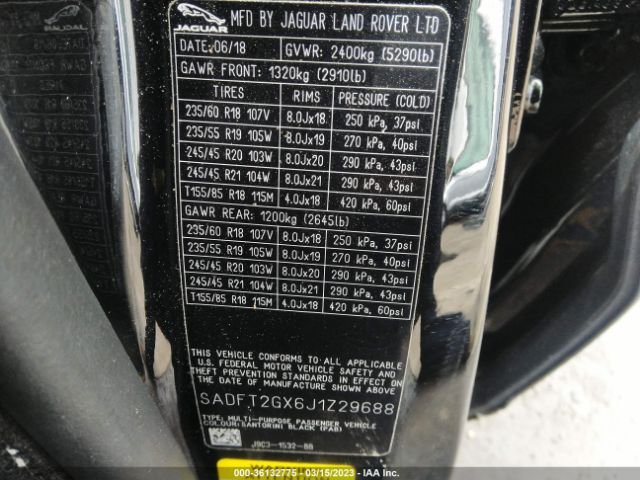 JAGUAR MFD BY JAGUAR LAND ROVER LTD
DATE: 06/18 GVWR: 2400kg (5290lb)
GAWR FRONT: 1320kg (2910lb)
TIRES RIMS PRESSURE (COLD)
235/60 R18 107V 8.0Jx18 250 kPa, 37psi
235/55 R19 105W 8.0Jx19 270 kPa, 40psi
245/45 R20 103W 8.0Jx20 290 kPa, 43psi
245/45 R21 104W 8.0Jx21 290 kPa, 43psi
T155/85 R18 115M 4.0Jx18 420 kPa, 60psi
GAWR REAR: 1200kg (2645lb)
235/60 R18 107V 8.0Jx18 250 kPa, 37psi
235/55 R19 105W 8.0Jx19 270 kPa, 40psi
245/45 R20 103W 8.0Jx20 290 kPa, 43psi
245/45 R21 104W 8.0Jx21 290 kPa, 43psi
T155/85 R18 115M 4.0Jx18 420 kPa, 60psi
THIS VEHICLE CONFORMS TO ALL APPLICABLE
U.S. FEDERAL MOTOR VEHICLE SAFETY AND
THEFT PREVENTION STANDARDS IN EFFECT ON THE
DATE OF MANUFACTURE SHOWN ABOVE.
SADFT2GX6J1Z29688
TYPE: MULTI-PURPOSE PASSENGER VEHICLE
COLOUR: SANTORINI BLACK (PAB)
J9C3-1532-BB
© 36132775 - 03/15/2023 - IAA